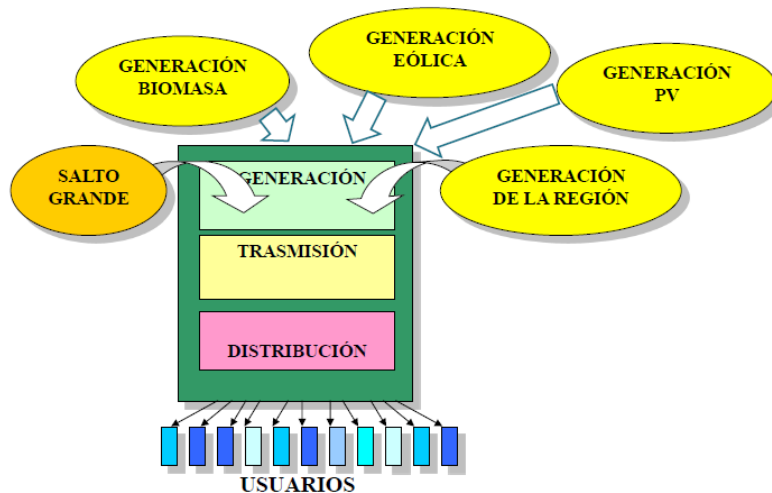 GENERACIÓN
BIOMASA
GENERACIÓN
EÓLICA
GENERACIÓN
PV
SALTO
GRANDE
GENERACIÓN
GENERACIÓN
DE LA REGIÓN
TRASMISIÓN
DISTRIBUCIÓN
USUARIOS